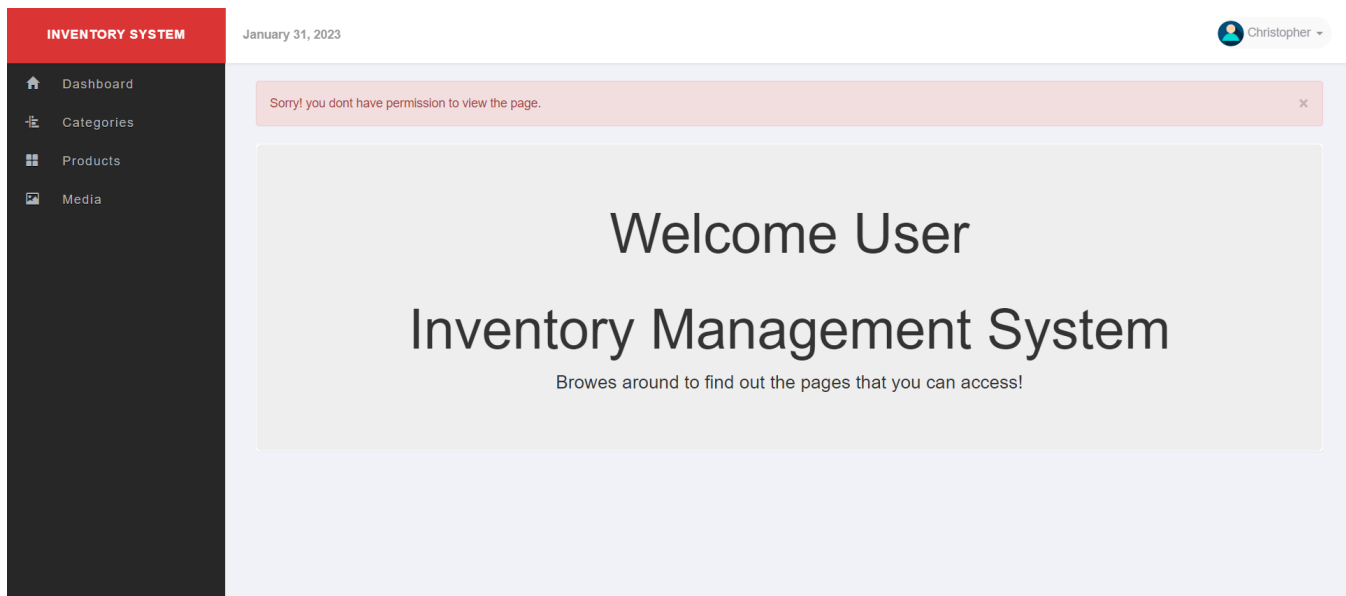 INVENTORY SYSTEM
January 31, 2023
Christopher
Dashboard
Categories
Products
Media
Sorry! you dont have permission to view the page.
×
Welcome User
Inventory Management System
Browes around to find out the pages that you can access!